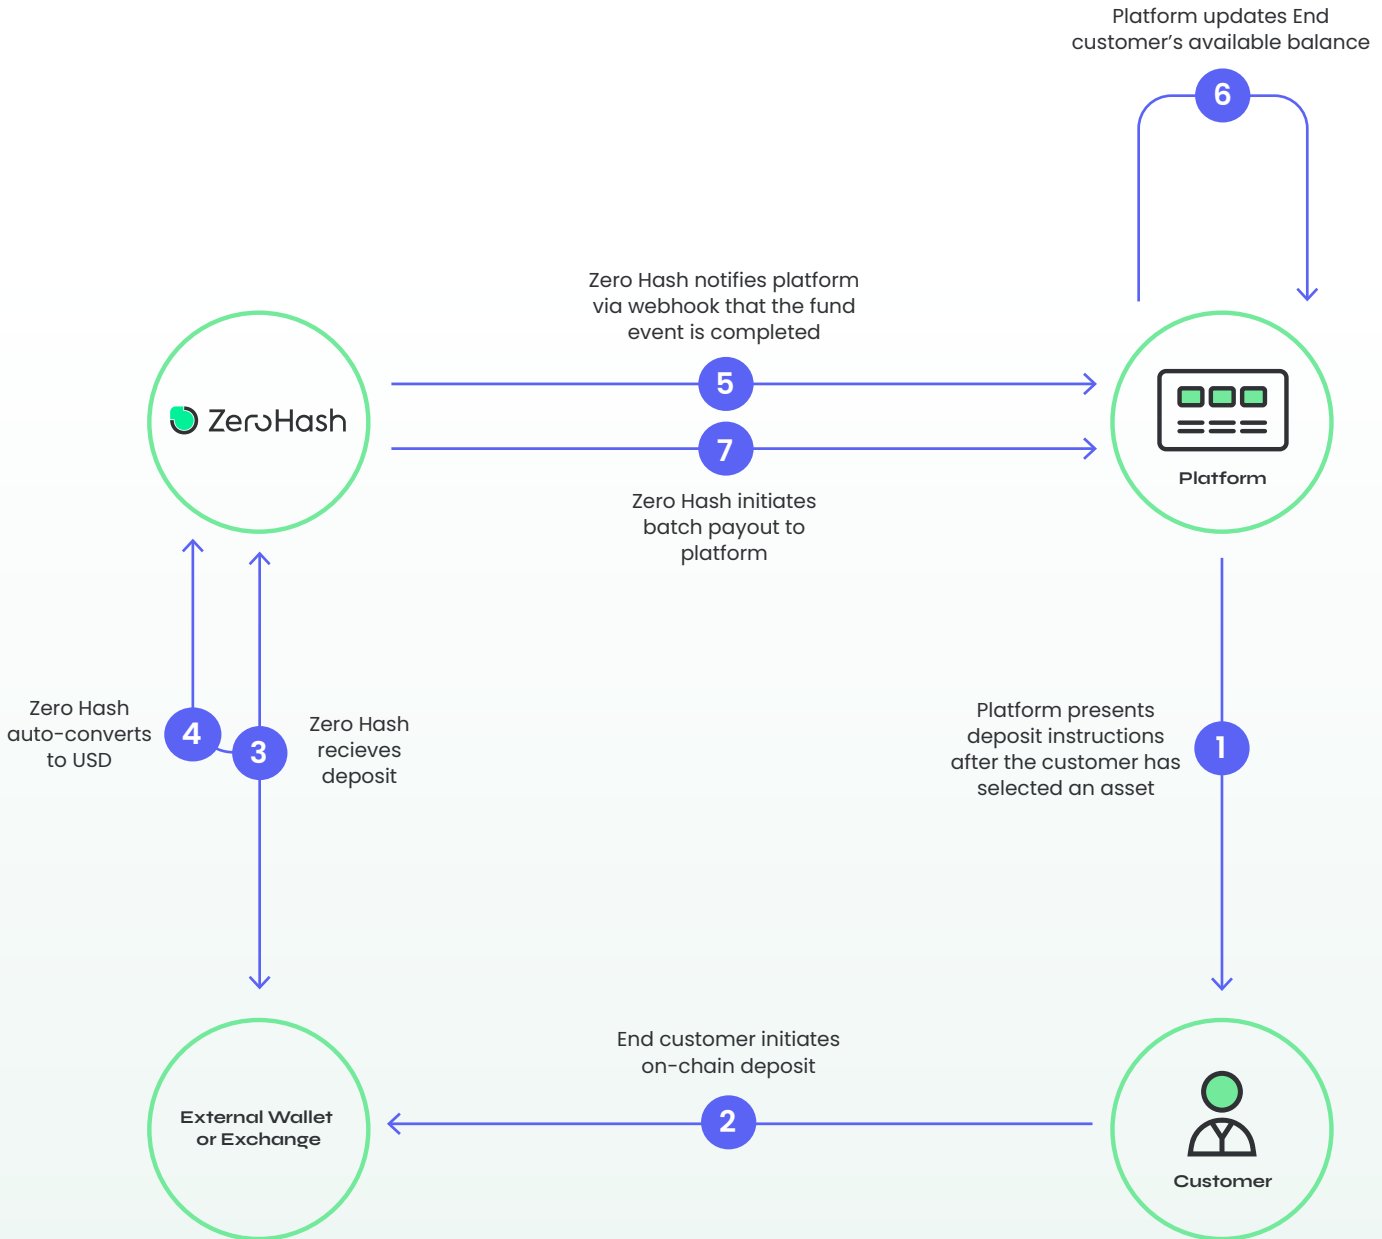 Platform updates End
customer’s available balance
6
Zero Hash notifies platform
via webhook that the fund
event is completed
5
ZeroHash
7
Platform
Zero Hash initiates
batch payout to
platform
Zero Hash
auto-converts
to USD
4
3
Zero Hash
recieves
deposit
Platform presents
deposit instructions
after the customer has
selected an asset
1
End customer initiates
on-chain deposit
2
External Wallet
or Exchange
Customer